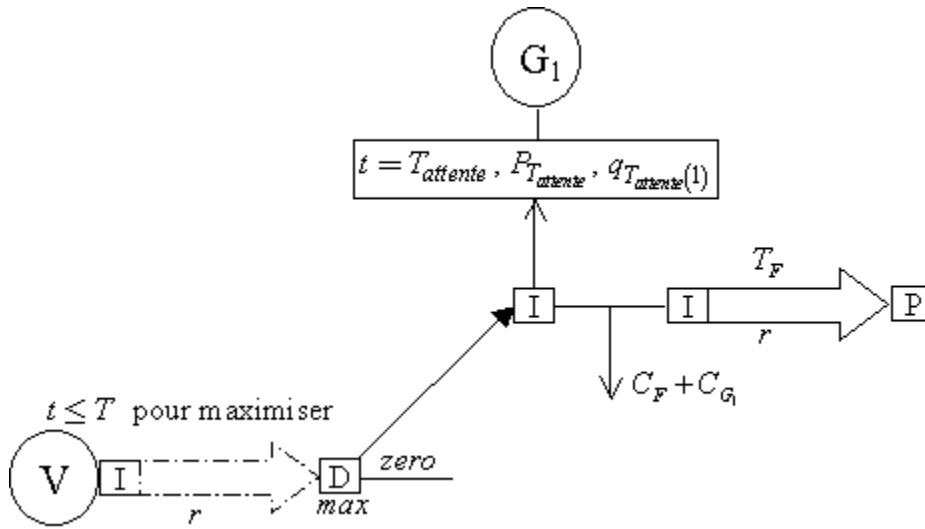 G₁
t = T_attente, P_T_attente, q_T_attente(1)
T_F
I I P
r
C_F + C_G₁
t ≤ T pour maximiser
V I D zero
r max